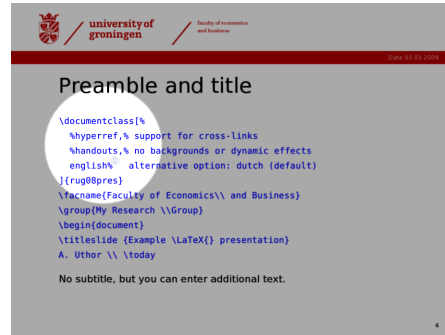 university of
groningen
faculty of economics
and business
Date 03.03.2009
Preamble and title
\documentclass[%
%hyperref,% support for cross-links
%handouts,% no backgrounds or dynamic effects
english% alternative option: dutch (default)
]{rug08pres}
\facname{Faculty of Economics\\ and Business}
\group{My Research \\Group}
\begin{document}
\titleslide {Example \LaTeX{} presentation}
A. Uthor \\ \today
No subtitle, but you can enter additional text.
4